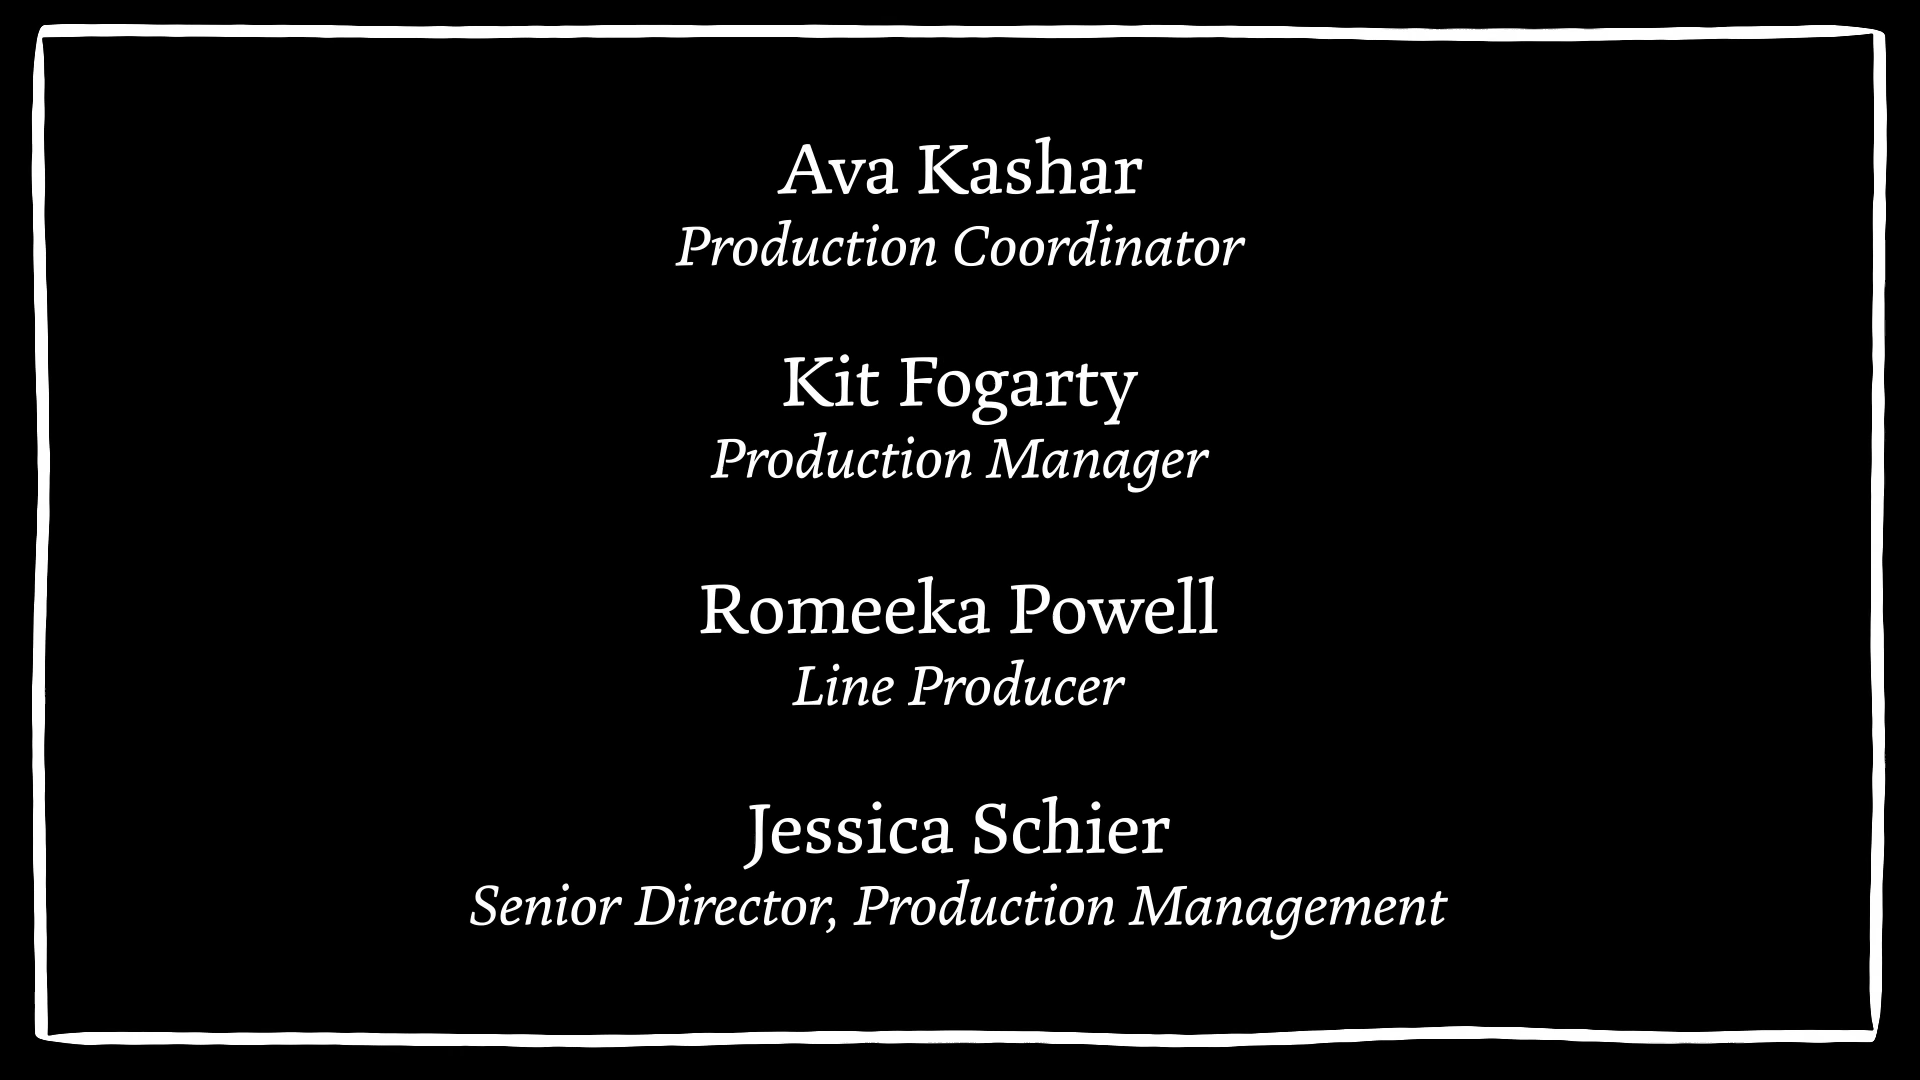 Ava Kashar
Production Coordinator
Kit Fogarty
Production Manager
Romeeka Powell
Line Producer
Jessica Schier
Senior Director, Production Management